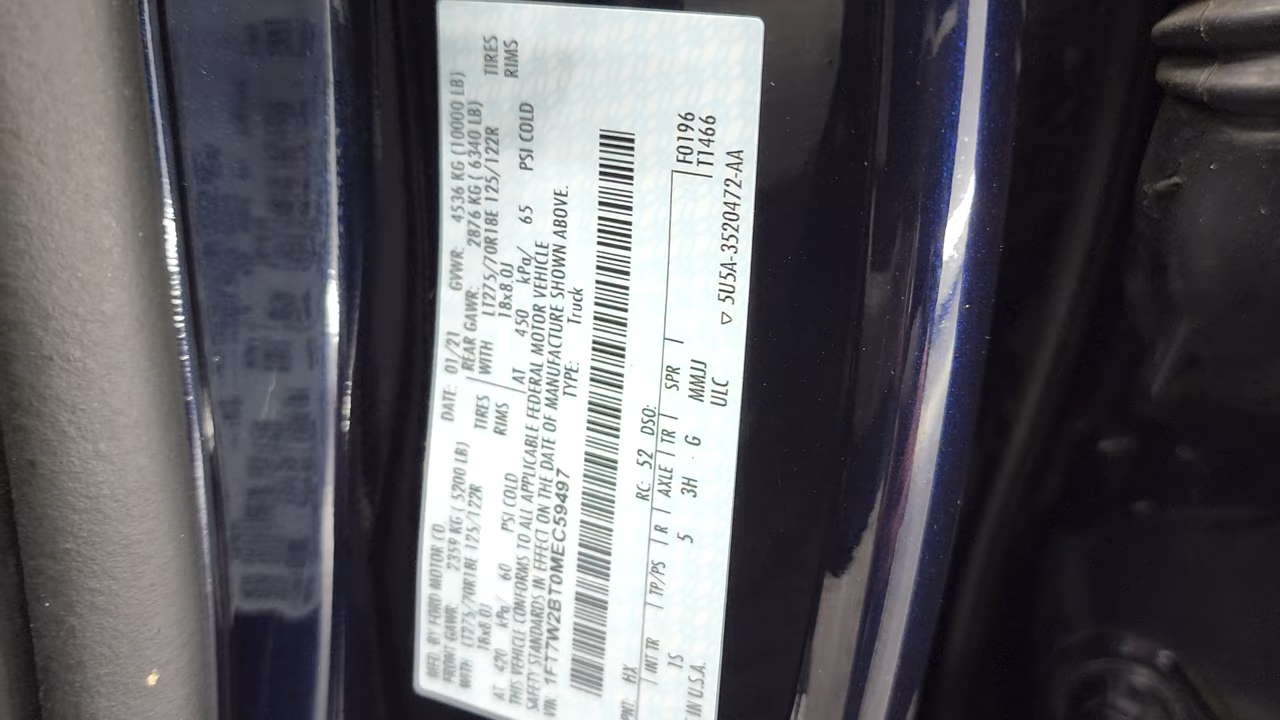 MFD. BY FORD MOTOR CO. DATE: 01/21 GVWR: 4536 KG (10000 LB)
FRONT GAWR: 2359 KG ( 5200 LB) REAR GAWR: 2876 KG ( 6340 LB)
WITH LT275/70R18E 125/122R TIRES WITH LT275/70R18E 125/122R TIRES
18x8.0J RIMS 18x8.0J RIMS
AT 420 kPa/ 60 PSI COLD AT 450 kPa/ 65 PSI COLD
THIS VEHICLE CONFORMS TO ALL APPLICABLE FEDERAL MOTOR VEHICLE
SAFETY STANDARDS IN EFFECT ON THE DATE OF MANUFACTURE SHOWN ABOVE.
VIN: 1FT7W2BT0MEC59497 TYPE: Truck
PNT: HX RC: 52 DSO:
INT TR TP/PS R AXLE TR SPR F0196
IS 5 3H G MMJJ T1466
IN U.S.A. ULC
▽ 5U5A-3520472-AA